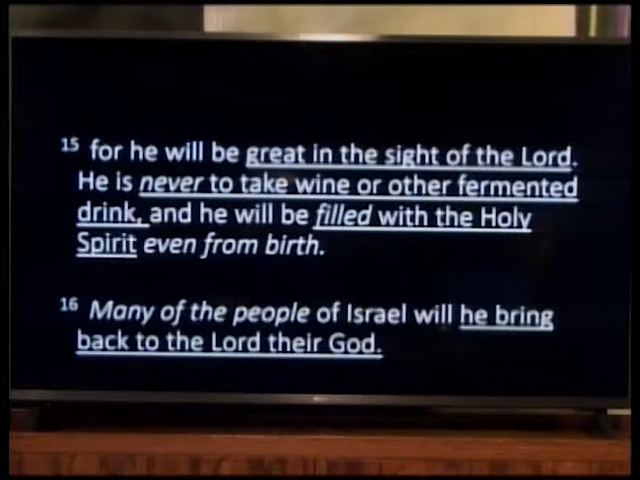 15 for he will be great in the sight of the Lord.
He is never to take wine or other fermented
drink, and he will be filled with the Holy
Spirit even from birth.
16 Many of the people of Israel will he bring
back to the Lord their God.